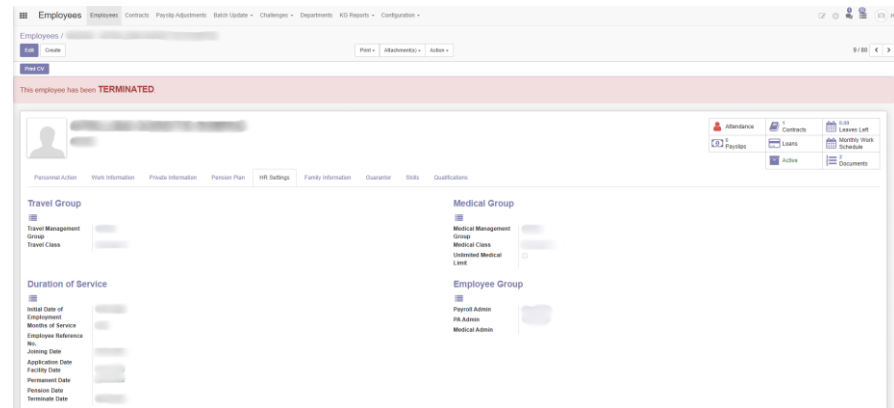 Employees Employees Contracts Payslip Adjustments Batch Update Challenges Departments KG Reports Configuration
Employees /
Edit Create Print Attachment(s) Action 9 / 80
Print CV
This employee has been TERMINATED.
Attendance 1 Contracts 0.00 Leaves Left
0 Payslips Loans Monthly Work Schedule
Active 2 Documents
Personnel Action Work Information Private Information Pension Plan HR Settings Family Information Guarantor Skills Qualifications
Travel Group
Travel Management
Group
Travel Class
Medical Group
Medical Management
Group
Medical Class
Unlimited Medical
Limit
Duration of Service
Initial Date of
Employment
Months of Service
Employee Reference
No.
Joining Date
Application Date
Facility Date
Permanent Date
Pension Date
Terminate Date
Employee Group
Payroll Admin
PA Admin
Medical Admin